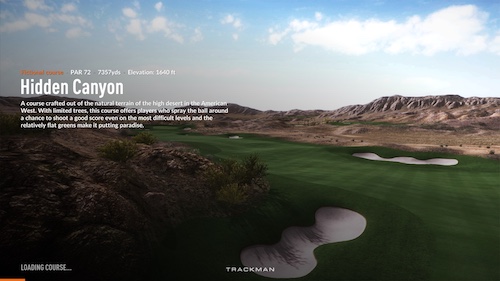 Fictional course PAR 72 7357yds Elevation: 1640 ft
Hidden Canyon
A course crafted out of the natural terrain of the high desert in the American
West. With limited trees, this course offers players who spray the ball around
a chance to shoot a good score even on the most difficult levels and the
relatively flat greens make it putting paradise.
LOADING COURSE...
TRACKMAN